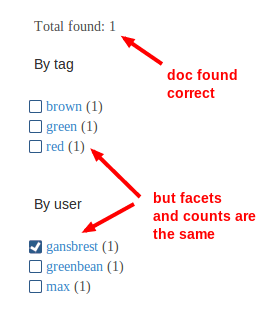 Total found: 1
By tag
doc found
correct
brown (1)
green (1)
red (1)
but facets
and counts are
the same
By user
gansbrest (1)
greenbean (1)
max (1)